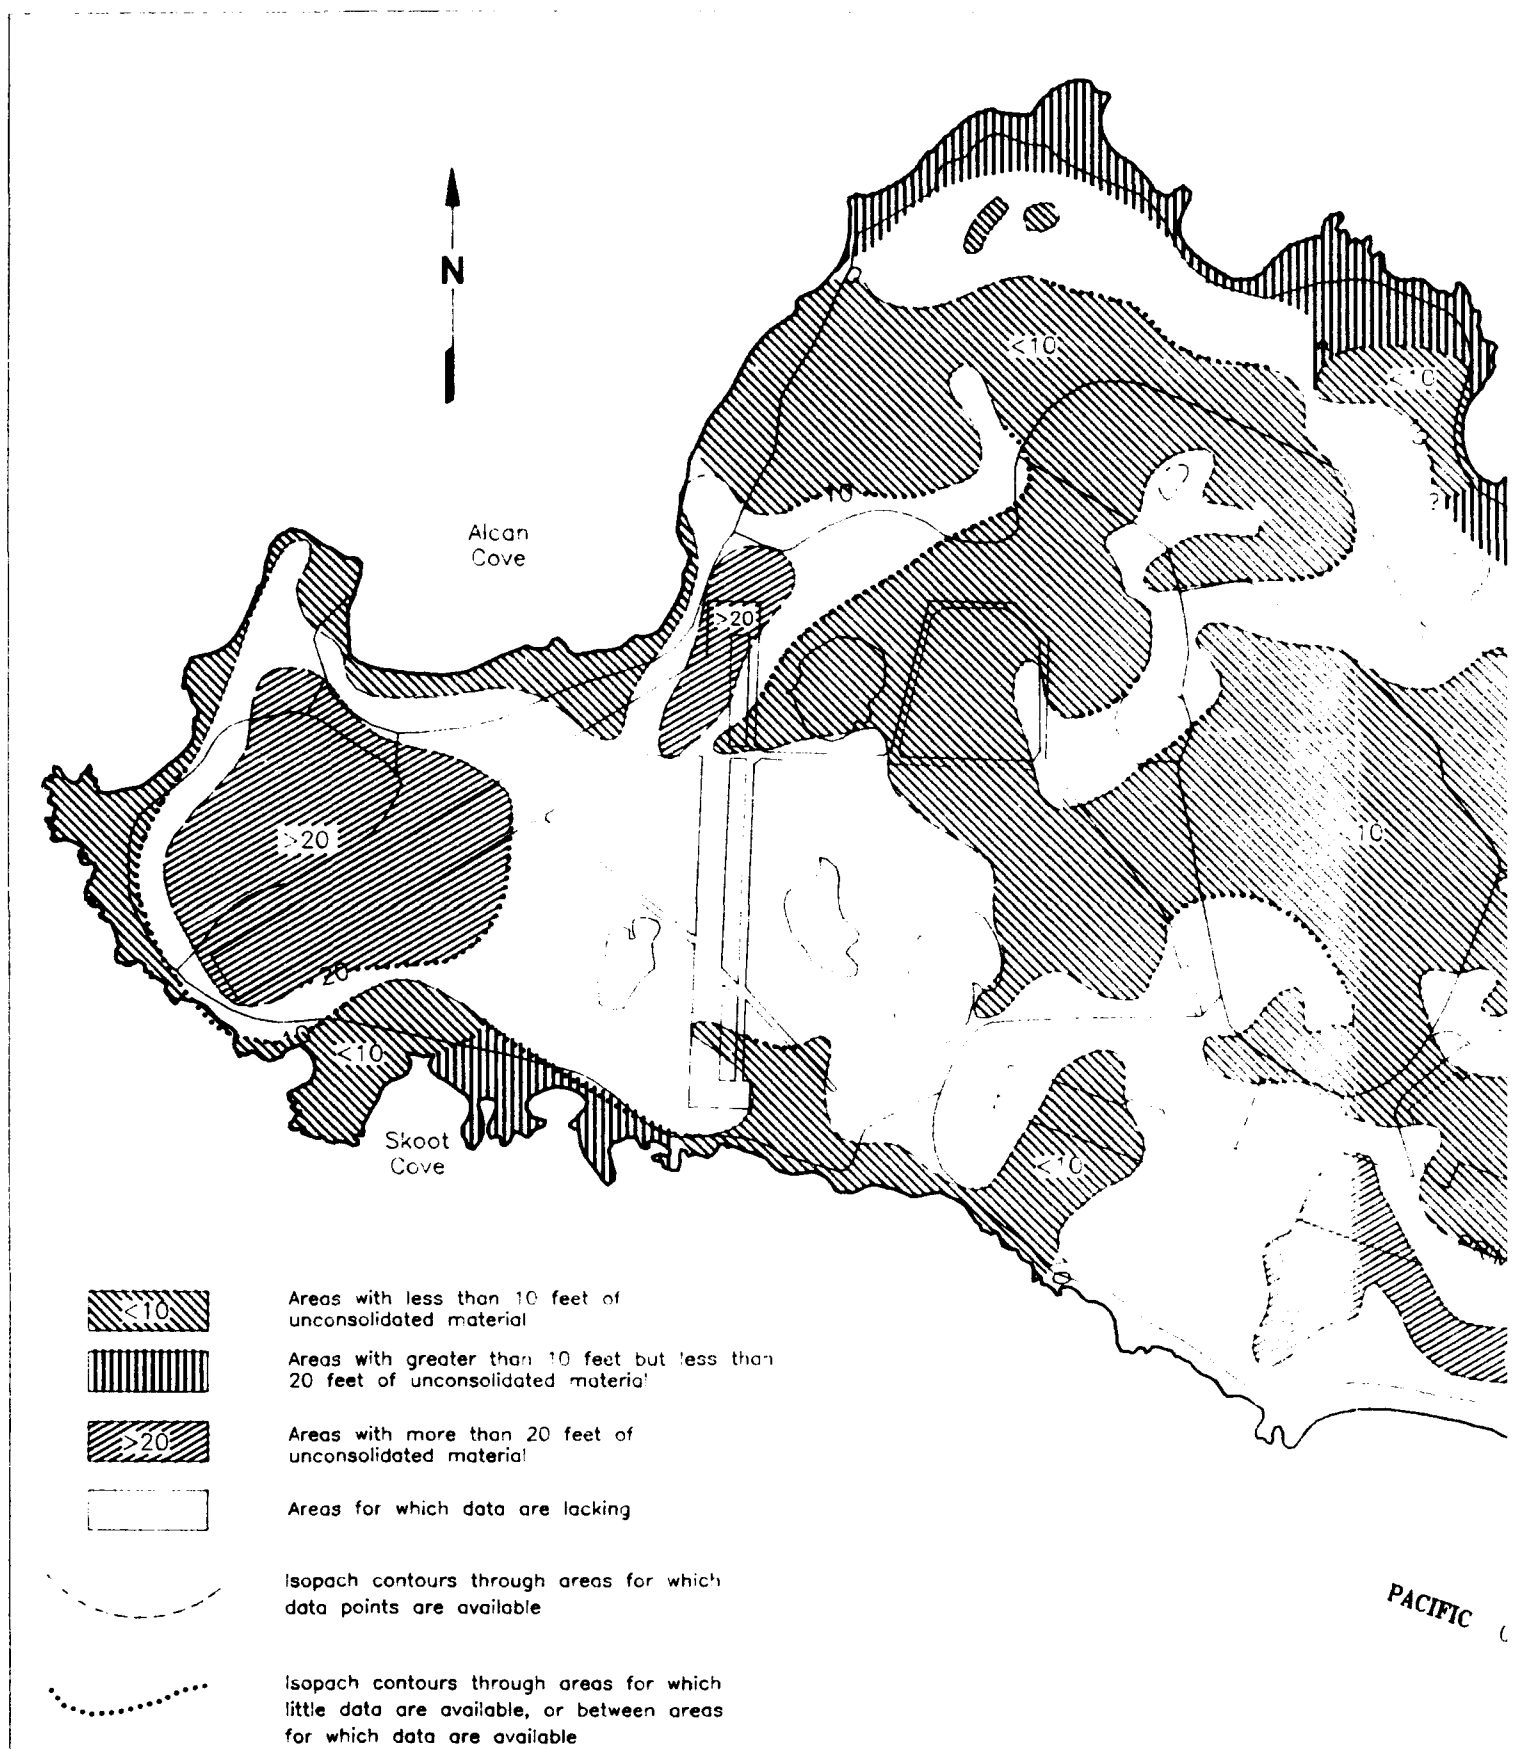 N
<10
<10
10
Alcan
Cove
>20
>20
10
20
10
<10
<10
Skoot
Cove
<10
Areas with less than 10 feet of
unconsolidated material
Areas with greater than 10 feet but less than
20 feet of unconsolidated material
>20
Areas with more than 20 feet of
unconsolidated material
Areas for which data are lacking
Isopach contours through areas for which
data points are available
PACIFIC
Isopach contours through areas for which
little data are available, or between areas
for which data are available